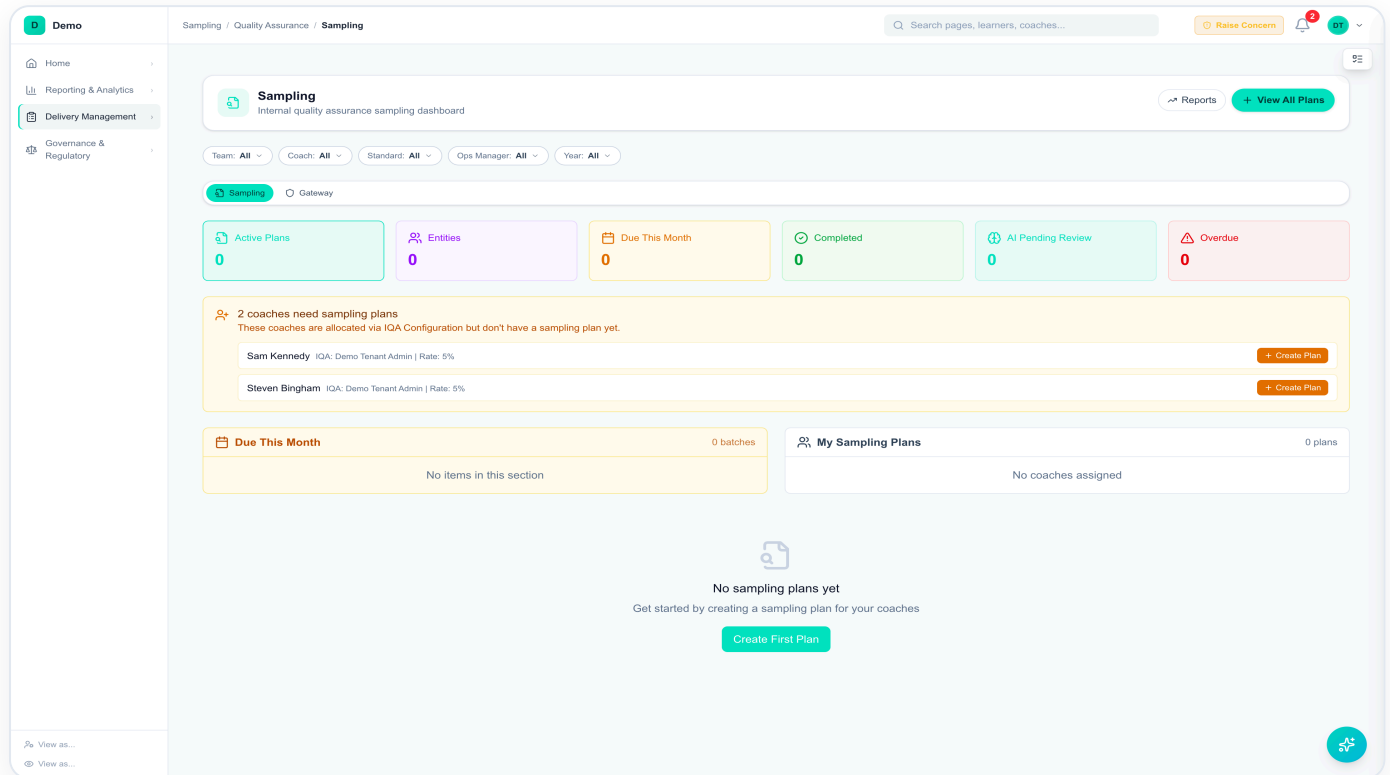 D Demo
Sampling / Quality Assurance / Sampling
Search pages, learners, coaches...
Raise Concern
2
DT
Home
Reporting & Analytics
Delivery Management
Governance &
Regulatory
Sampling
Internal quality assurance sampling dashboard
Reports
+ View All Plans
Team: All
Coach: All
Standard: All
Ops Manager: All
Year: All
Sampling
Gateway
Active Plans
0
Entities
0
Due This Month
0
Completed
0
AI Pending Review
0
Overdue
0
2 coaches need sampling plans
These coaches are allocated via IQA Configuration but don't have a sampling plan yet.
Sam Kennedy IQA: Demo Tenant Admin | Rate: 5%
+ Create Plan
Steven Bingham IQA: Demo Tenant Admin | Rate: 5%
+ Create Plan
Due This Month
0 batches
No items in this section
My Sampling Plans
0 plans
No coaches assigned
No sampling plans yet
Get started by creating a sampling plan for your coaches
Create First Plan
View as...
View as...